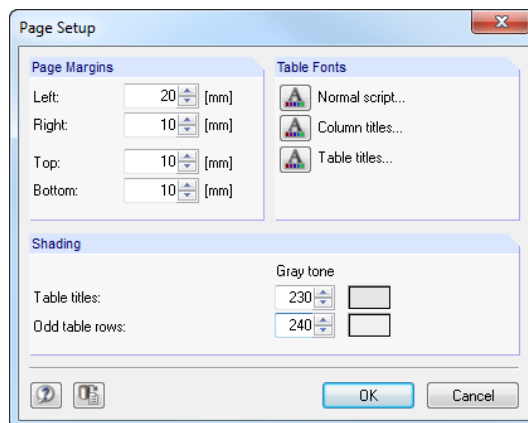 Page Setup
Page Margins
Left: 20 [mm]
Right: 10 [mm]
Top: 10 [mm]
Bottom: 10 [mm]
Table Fonts
Normal script...
Column titles...
Table titles...
Shading
Gray tone
Table titles: 230
Odd table rows: 240
OK Cancel